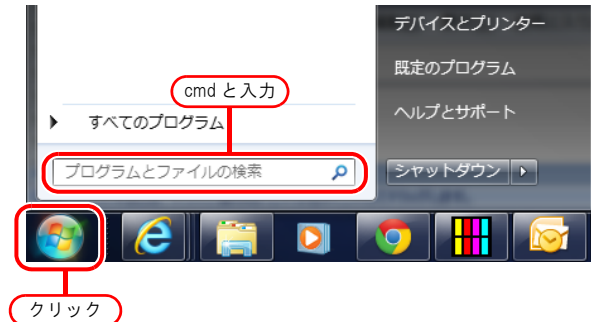 デバイスとプリンター
既定のプログラム
cmd と入力
ヘルプとサポート
すべてのプログラム
プログラムとファイルの検索
シャットダウン
クリック